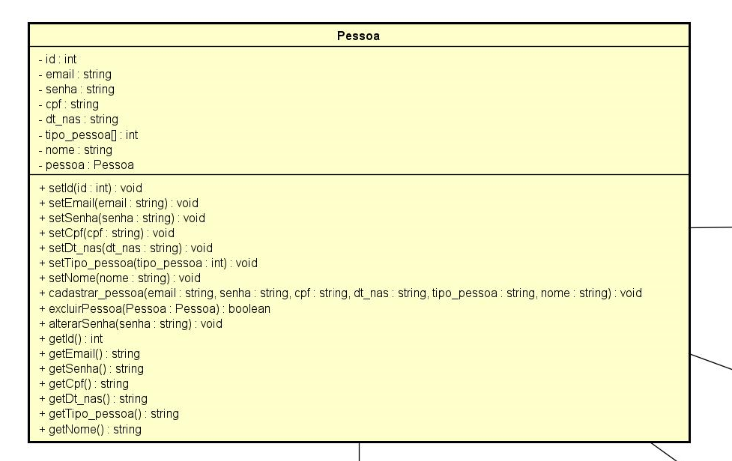 Pessoa
- id : int
- email : string
- senha : string
- cpf : string
- dt_nas : string
- tipo_pessoa[] : int
- nome : string
- pessoa : Pessoa
+ setId(id : int) : void
+ setEmail(email : string) : void
+ setSenha(senha : string) : void
+ setCpf(cpf : string) : void
+ setDt_nas(dt_nas : string) : void
+ setTipo_pessoa(tipo_pessoa : int) : void
+ setNome(nome : string) : void
+ cadastrar_pessoa(email : string, senha : string, cpf : string, dt_nas : string, tipo_pessoa : string, nome : string) : void
+ excluirPessoa(Pessoa : Pessoa) : boolean
+ alterarSenha(senha : string) : void
+ getId() : int
+ getEmail() : string
+ getSenha() : string
+ getCpf() : string
+ getDt_nas() : string
+ getTipo_pessoa() : string
+ getNome() : string